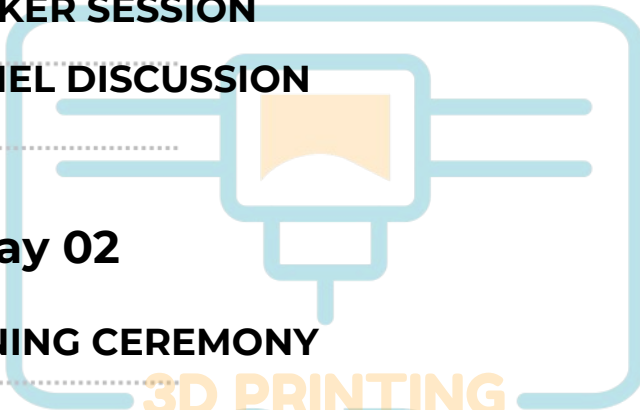 KER SESSION
NEL DISCUSSION
ay 02
NING CEREMONY
3D PRINTING